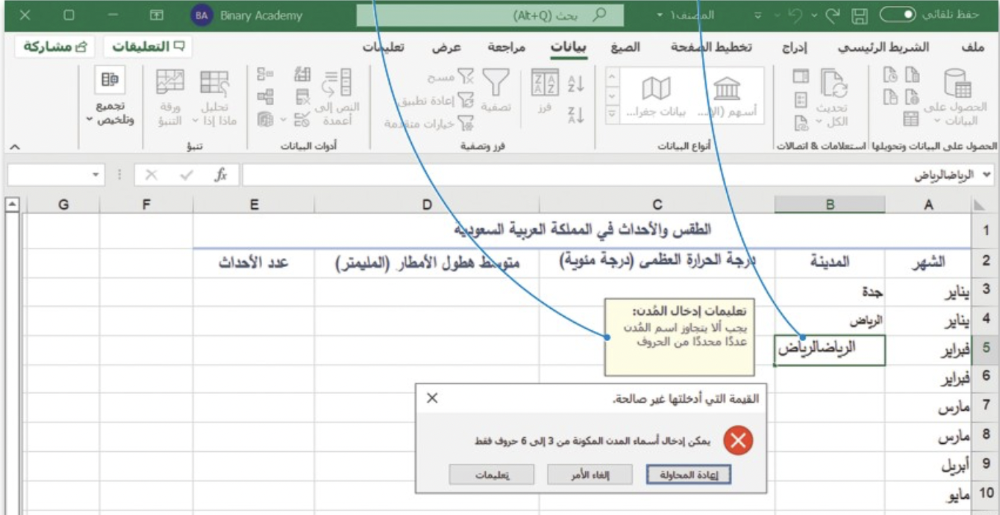 حفظ تلقائي المصنف١ بحث (Alt+Q) Binary Academy BA
ملف الشريط الرئيسي إدراج تخطيط الصفحة الصيغ بيانات مراجعة عرض تعليمات التعليقات مشاركة
الحصول على البيانات
تحديث الكل
أسهم (الإ... بيانات جغرا...
فرز
تصفية
مسح
إعادة تطبيق
خيارات متقدمة
النص إلى أعمدة
تحليل ماذا إذا
ورقة التنبؤ
تجميع وتلخيص
الحصول على البيانات وتحويلها استعلامات & اتصالات أنواع البيانات فرز وتصفية أدوات البيانات تنبؤ
الرياضالرياض fx
A B C D E F G
1 الطقس والأحداث في المملكة العربية السعودية
2 الشهر المدينة درجة الحرارة العظمى (درجة مئوية) متوسط هطول الأمطار (المليمتر) عدد الأحداث
3 يناير جدة
4 يناير الرياض
5 فبراير الرياضالرياض
6 فبراير
7 مارس
8 مارس
9 أبريل
10 مايو
تعليمات إدخال المُدن:
يجب ألا يتجاوز اسم المُدن
عددًا محددًا من الحروف
القيمة التي أدخلتها غير صالحة.
يمكن إدخال أسماء المدن المكونة من 3 إلى 6 حروف فقط
إعادة المحاولة إلغاء الأمر تعليمات